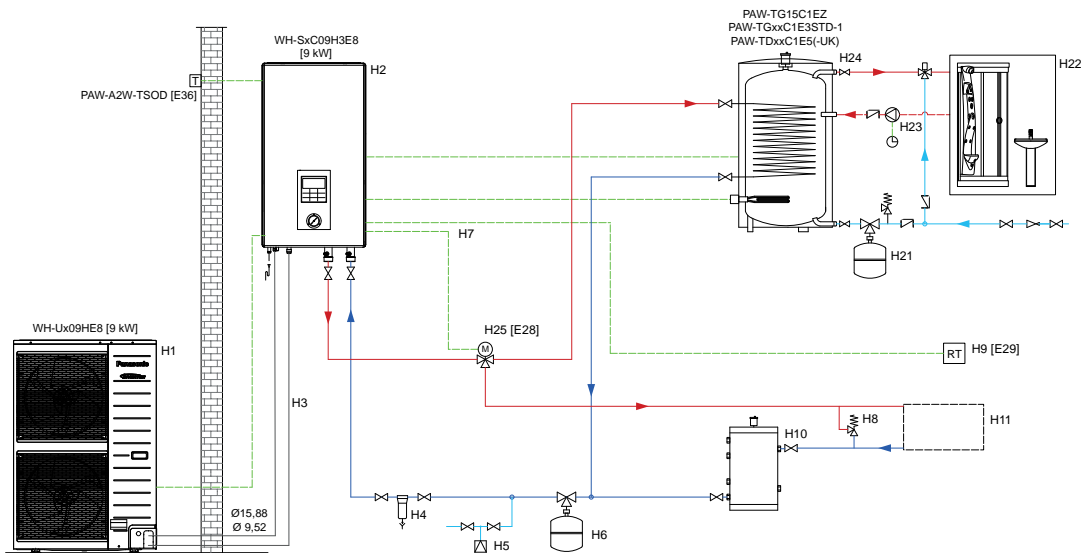 PAW-TG15C1EZ
PAW-TGxxC1E3STD-1
PAW-TDxxC1E5(-UK)
WH-SxC09H3E8
[9 kW]
H2
H24
H22
T
PAW-A2W-TSOD [E36]
H23
H7
H21
WH-Ux09HE8 [9 kW]
H25 [E28]
M
H1
Panasonic
RT
H9 [E29]
H3
H8
H10
H11
Ø15,88
Ø 9,52
H4
H5
H6